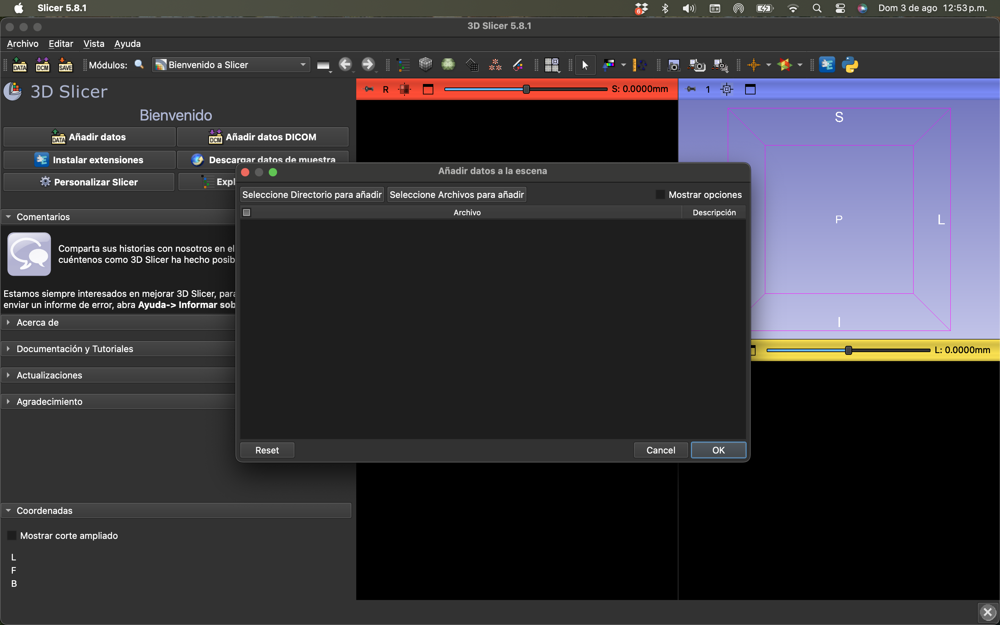 Slicer 5.8.1
6
Dom 3 de ago 12:53 p.m.
3D Slicer 5.8.1
Archivo Editar Vista Ayuda
DATA DCM SAVE Módulos: Bienvenido a Slicer
3D Slicer
R S: 0.0000mm
1
Bienvenido
DATA Añadir datos
DCM Añadir datos DICOM
Instalar extensiones
Descargar datos de muestra
Personalizar Slicer
Expl
Comentarios
Comparta sus historias con nosotros en el
cuéntenos como 3D Slicer ha hecho posib
Estamos siempre interesados en mejorar 3D Slicer, para
enviar un informe de error, abra Ayuda-> Informar sob
Acerca de
Documentación y Tutoriales
Actualizaciones
Agradecimiento
Coordenadas
Mostrar corte ampliado
L
F
B
Añadir datos a la escena
Seleccione Directorio para añadir Seleccione Archivos para añadir Mostrar opciones
Archivo Descripción
Reset Cancel OK
S
P
L
I
L: 0.0000mm